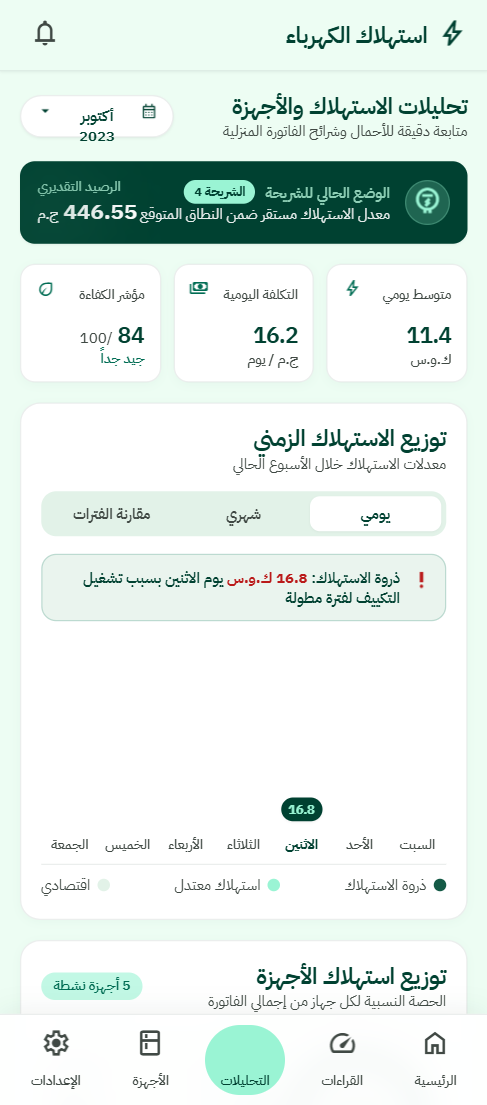 استهلاك الكهرباء
تحليلات الاستهلاك والأجهزة
متابعة دقيقة للأحمال وشرائح الفاتورة المنزلية
أكتوبر
2023
الوضع الحالي للشريحة
الشريحة 4
معدل الاستهلاك مستقر ضمن النطاق المتوقع
الرصيد التقديري
446.55 ج.م
متوسط يومي
11.4
ك.و.س
التكلفة اليومية
16.2
ج.م / يوم
مؤشر الكفاءة
84 /100
جيد جداً
توزيع الاستهلاك الزمني
معدلات الاستهلاك خلال الأسبوع الحالي
يومي
شهري
مقارنة الفترات
ذروة الاستهلاك: 16.8 ك.و.س يوم الاثنين بسبب تشغيل
التكييف لفترة مطولة
16.8
السبت
الأحد
الاثنين
الثلاثاء
الأربعاء
الخميس
الجمعة
ذروة الاستهلاك
استهلاك معتدل
اقتصادي
توزيع استهلاك الأجهزة
الحصة النسبية لكل جهاز من إجمالي الفاتورة
5 أجهزة نشطة
الرئيسية
القراءات
التحليلات
الأجهزة
الإعدادات